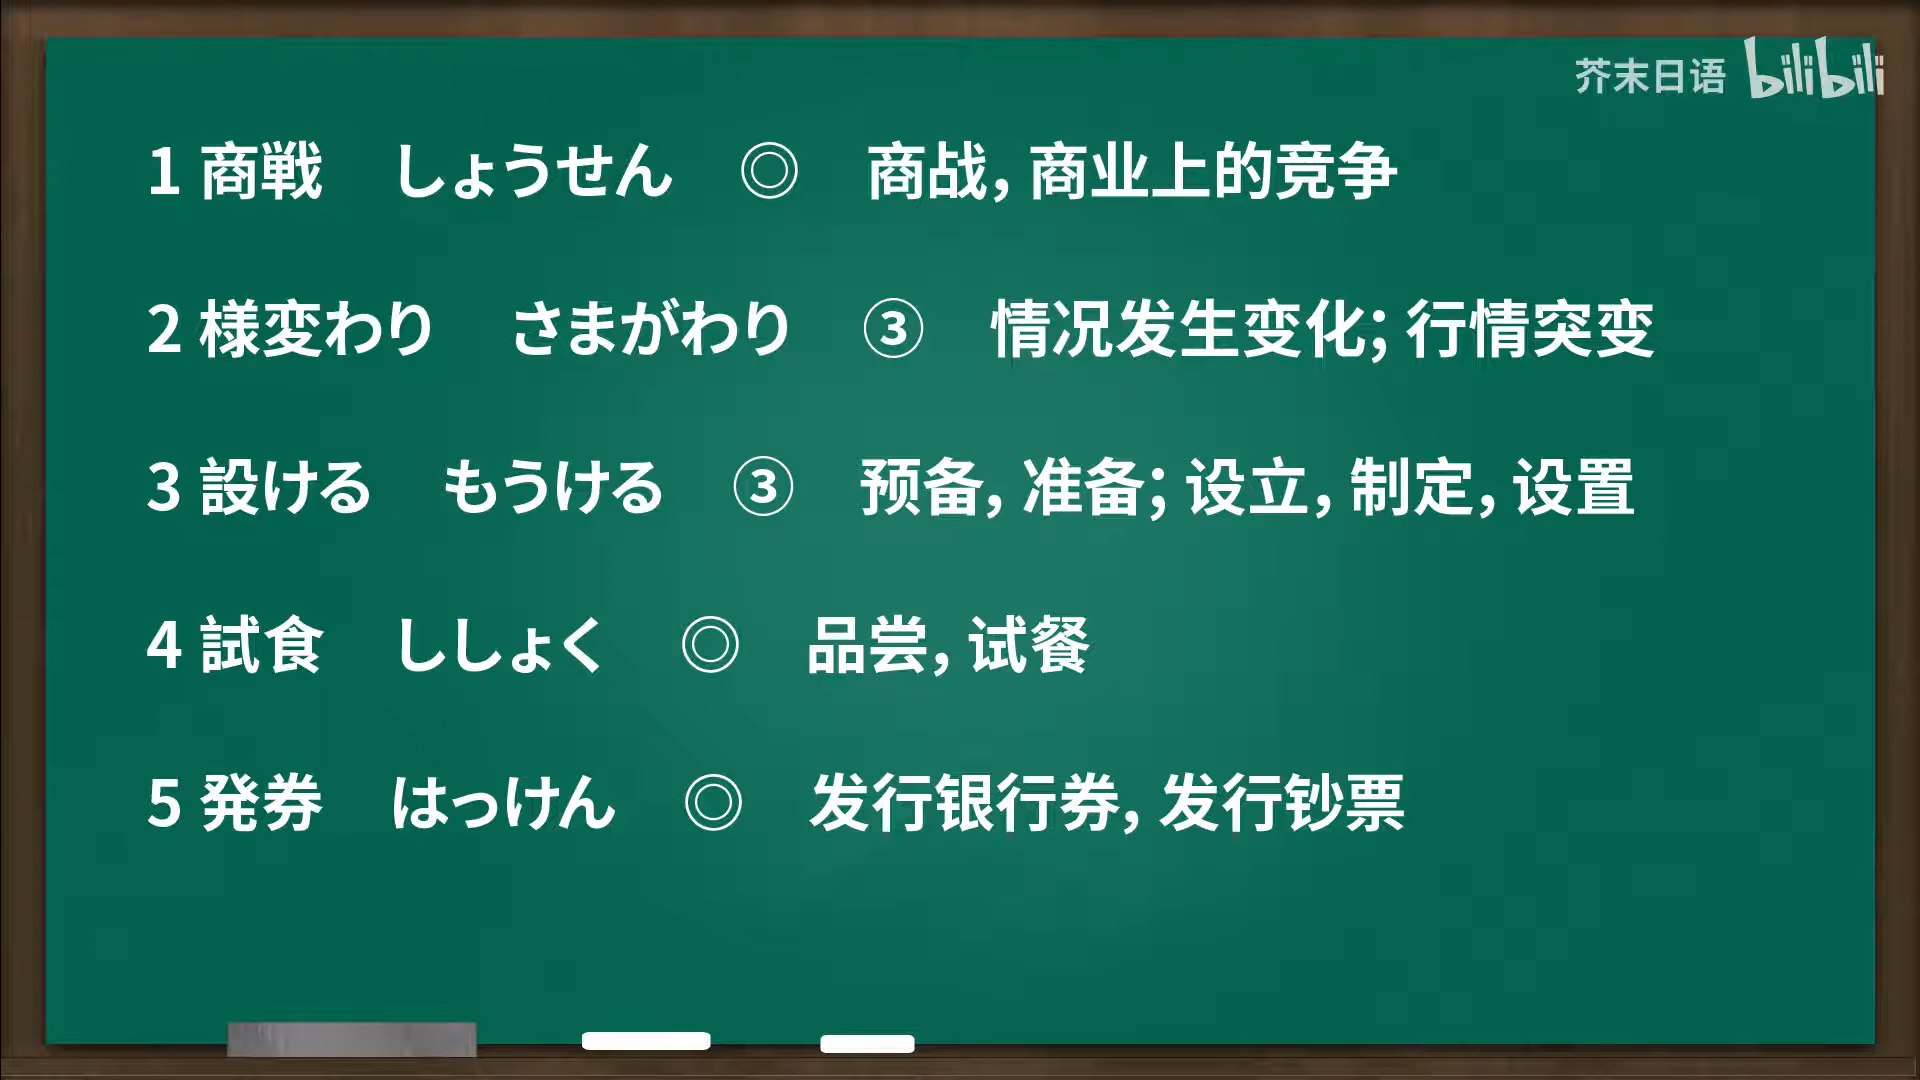 芥末日语 bilibili
1 商戦 しょうせん ◎ 商战，商业上的竞争
2 様変わり さまがわり ③ 情况发生变化；行情突变
3 設ける もうける ③ 预备，准备；设立，制定，设置
4 試食 ししょく ◎ 品尝，试餐
5 発券 はっけん ◎ 发行银行券，发行钞票